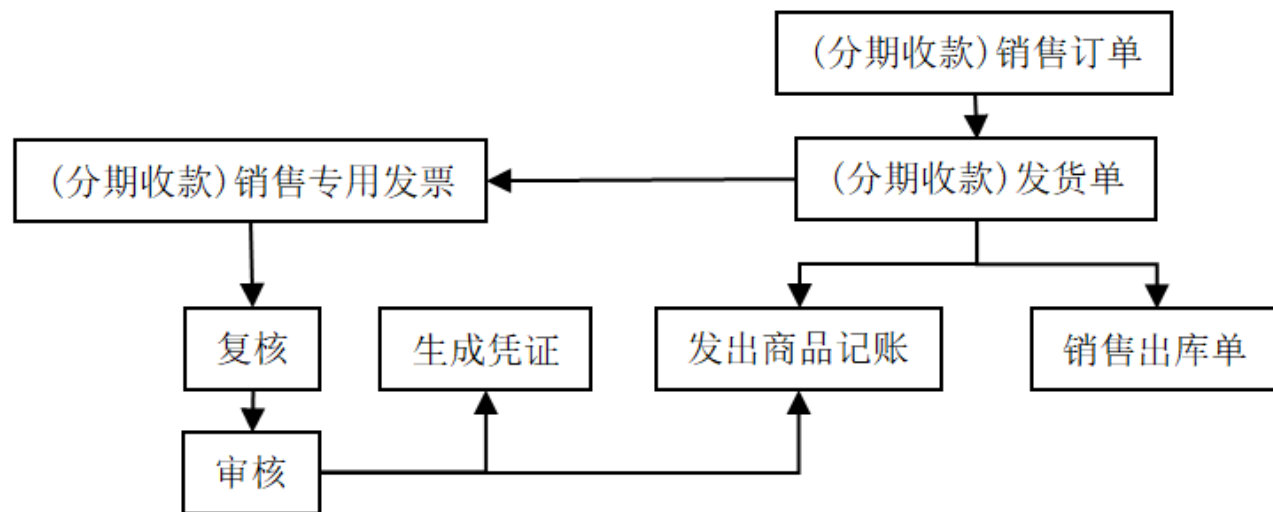 (分期收款)销售订单
(分期收款)销售专用发票
(分期收款)发货单
复核
生成凭证
发出商品记账
销售出库单
审核